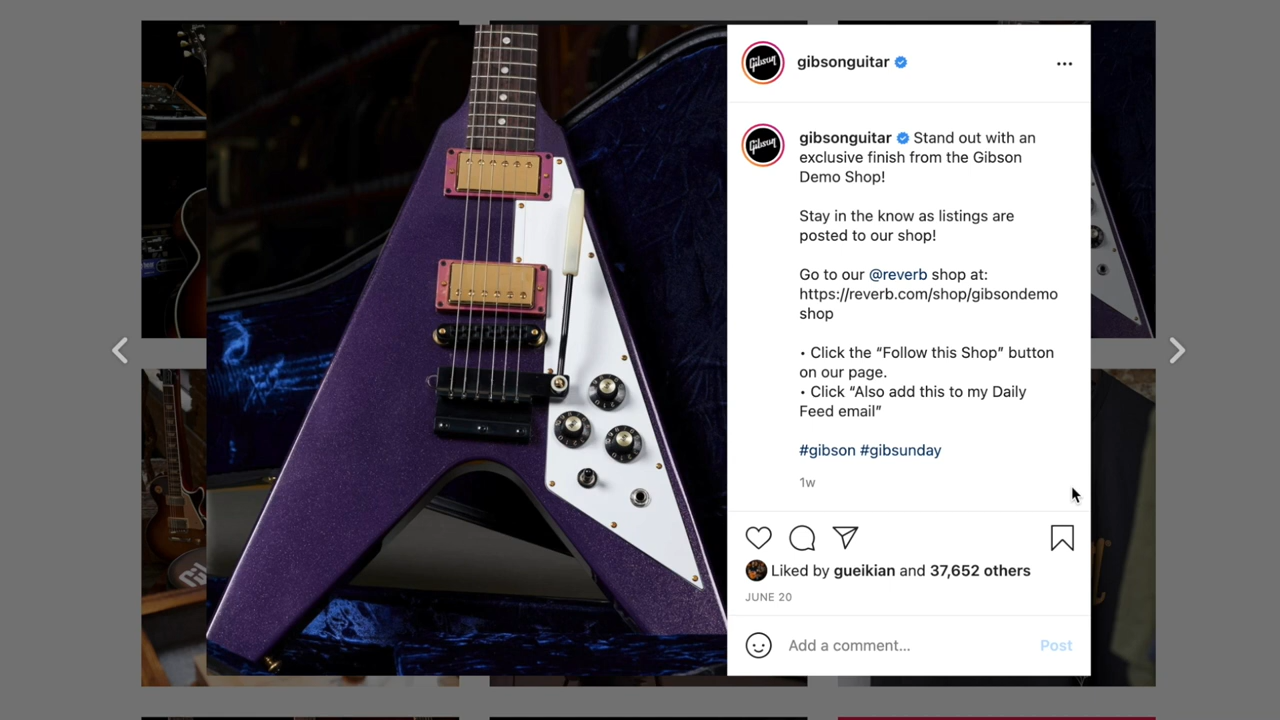 gibsonguitar
gibsonguitar Stand out with an
exclusive finish from the Gibson
Demo Shop!
Stay in the know as listings are
posted to our shop!
Go to our @reverb shop at:
https://reverb.com/shop/gibsondemo
shop
• Click the “Follow this Shop” button
on our page.
• Click “Also add this to my Daily
Feed email”
#gibson #gibsunday
1w
Liked by gueikian and 37,652 others
JUNE 20
Add a comment... Post